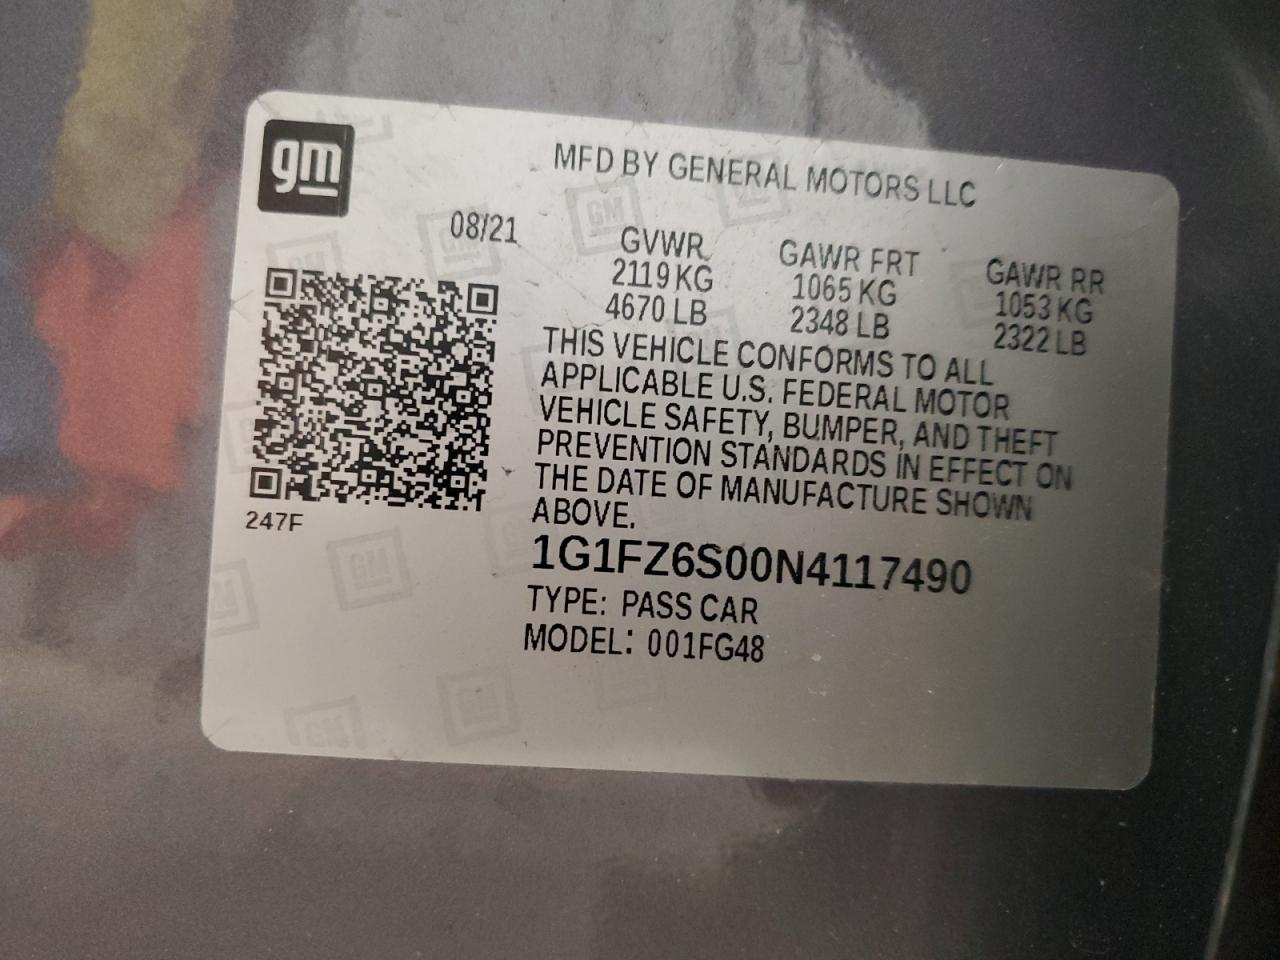 gm
MFD BY GENERAL MOTORS LLC
08/21
GVWR GAWR FRT GAWR RR
2119 KG 1065 KG 1053 KG
4670 LB 2348 LB 2322 LB
THIS VEHICLE CONFORMS TO ALL
APPLICABLE U.S. FEDERAL MOTOR
VEHICLE SAFETY, BUMPER, AND THEFT
PREVENTION STANDARDS IN EFFECT ON
THE DATE OF MANUFACTURE SHOWN
ABOVE.
247F
1G1FZ6S00N4117490
TYPE: PASS CAR
MODEL: 001FG48